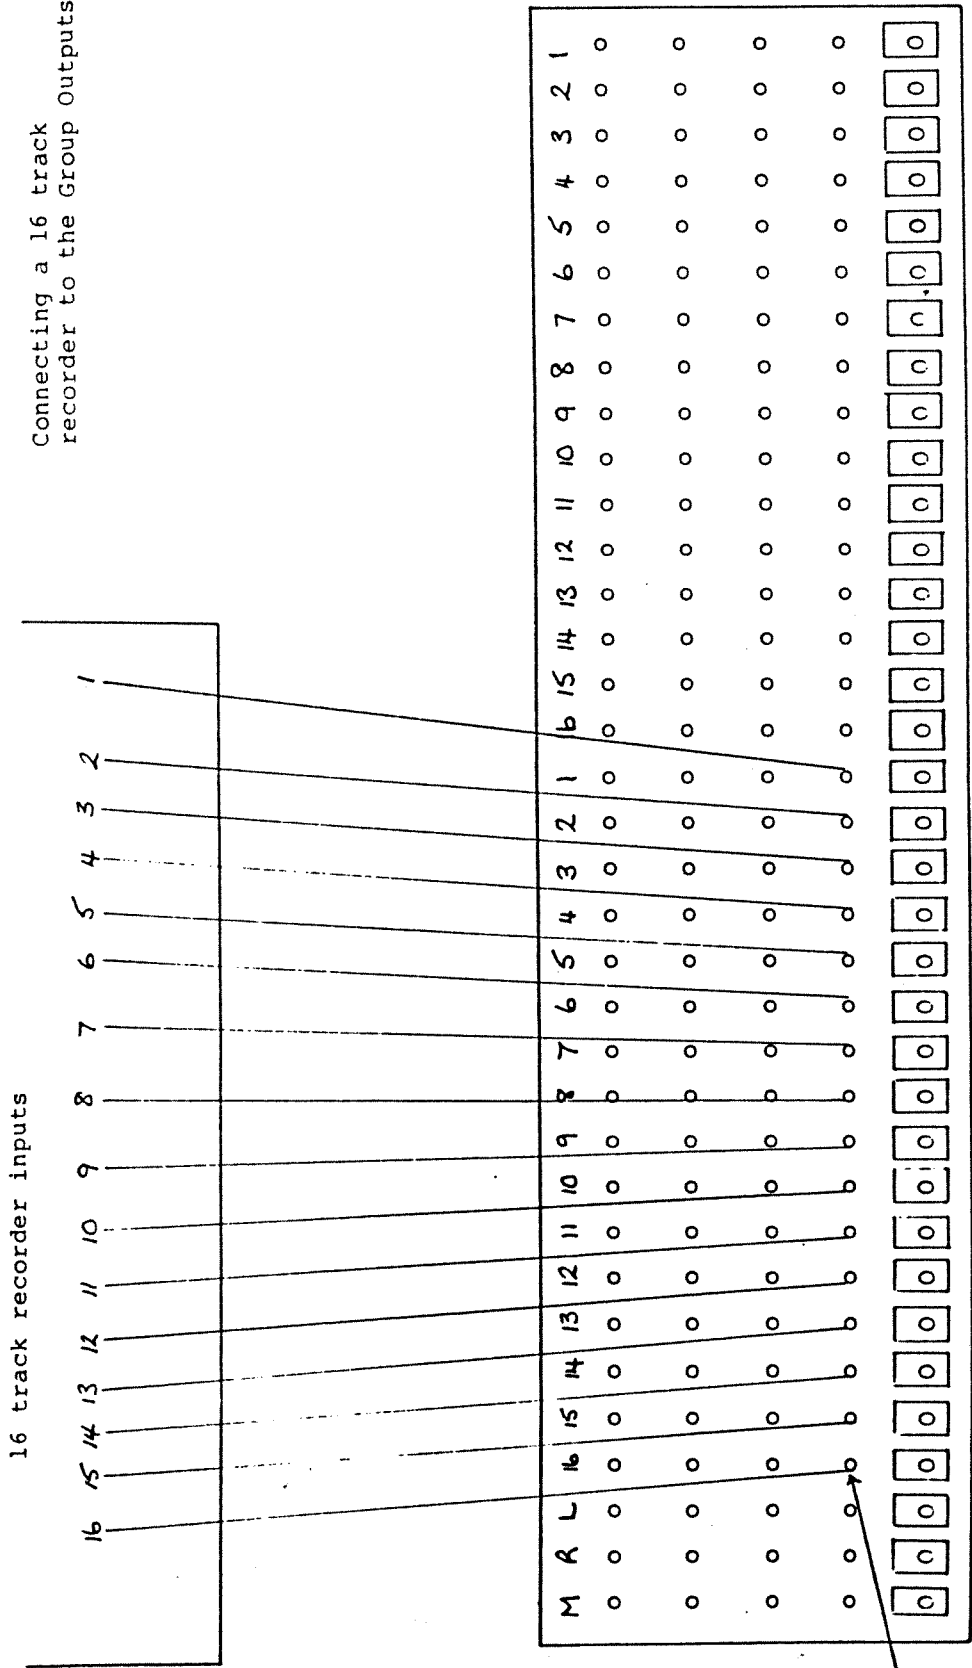 16 track recorder inputs
Connecting a 16 track
recorder to the Group Outputs
16 15 14 13 12 11 10 9 8 7 6 5 4 3 2 1
M R L 16 15 14 13 12 11 10 9 8 7 6 5 4 3 2 1 16 15 14 13 12 11 10 9 8 7 6 5 4 3 2 1